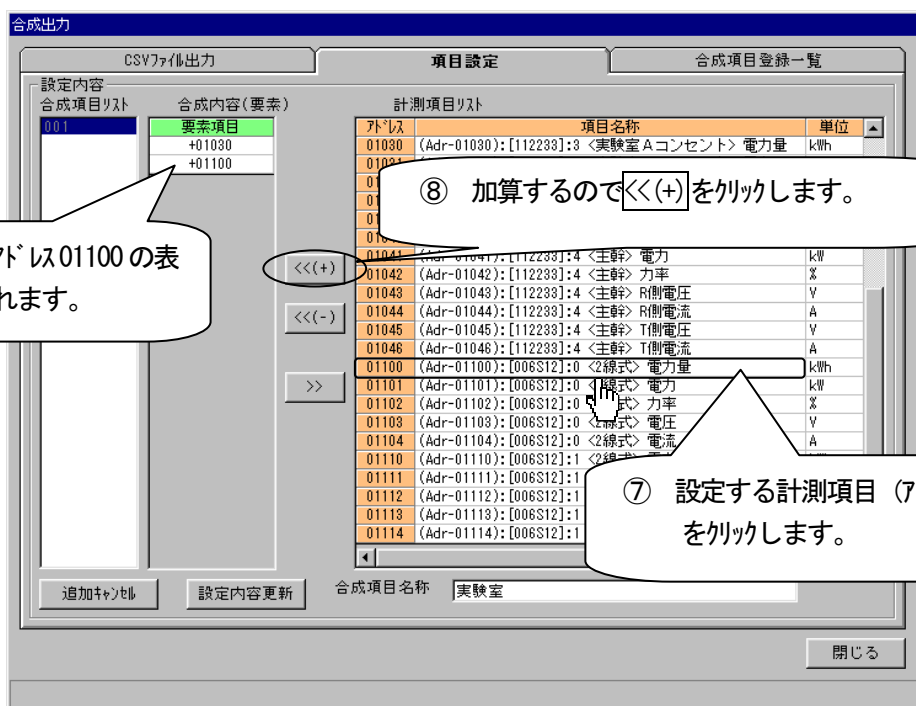 合成出力
CSVファイル出力
項目設定
合成項目登録一覧
設定内容
合成項目リスト
合成内容(要素)
計測項目リスト
001
要素項目
+01030
+01100
アドレス 項目名称 単位
01030 (Adr-01030):[112233]:3 <実験室Aコンセント> 電力量 kWh
⑧ 加算するので<<(+)をクリックします。
ドレス01100の表
れます。
<<(+)
<<(-)
>>
01041 (Adr-01041):[112233]:4 <主幹> 電力 kW
01042 (Adr-01042):[112233]:4 <主幹> 力率 %
01043 (Adr-01043):[112233]:4 <主幹> R側電圧 V
01044 (Adr-01044):[112233]:4 <主幹> R側電流 A
01045 (Adr-01045):[112233]:4 <主幹> T側電圧 V
01046 (Adr-01046):[112233]:4 <主幹> T側電流 A
01100 (Adr-01100):[006S12]:0 <2線式> 電力量 kWh
01101 (Adr-01101):[006S12]:0 <2線式> 電力 kW
01102 (Adr-01102):[006S12]:0 <2線式> 力率 %
01103 (Adr-01103):[006S12]:0 <2線式> 電圧 V
01104 (Adr-01104):[006S12]:0 <2線式> 電流 A
01110 (Adr-01110):[006S12]:1 <2線式>
01111 (Adr-01111):[006S12]:1
01112 (Adr-01112):[006S12]:1
01113 (Adr-01113):[006S12]:1
01114 (Adr-01114):[006S12]:1
⑦ 設定する計測項目(ア
をクリックします。
追加キャンセル
設定内容更新
合成項目名称 実験室
閉じる